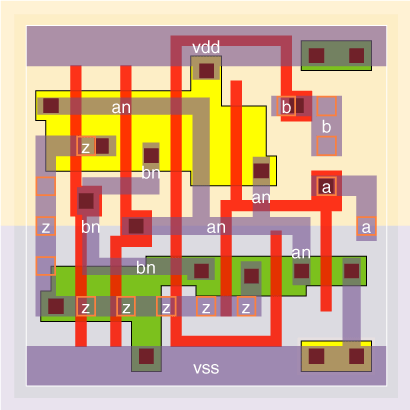 vdd
an b
b
z
bn
an a
z bn an a
an
bn
z z z z z
vss